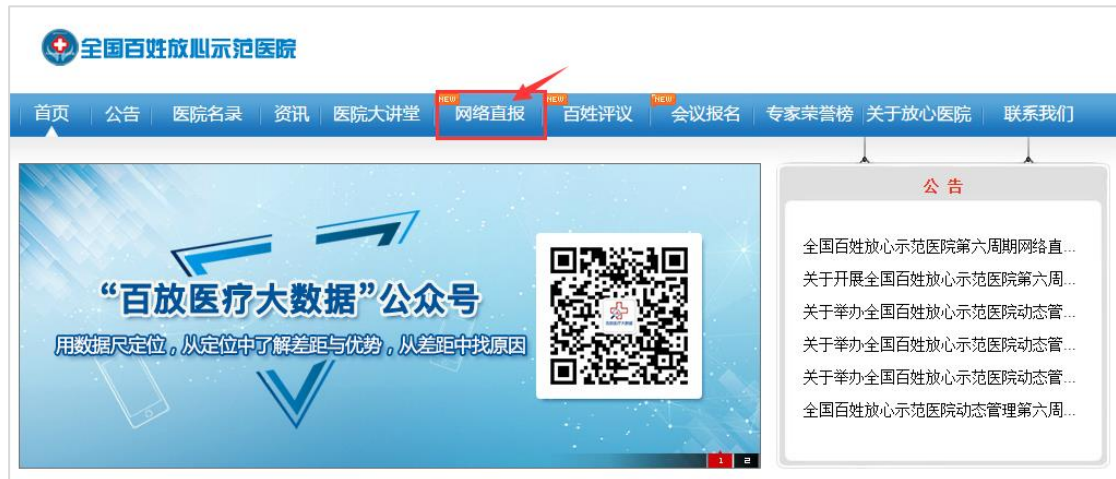 全国百姓放心示范医院
首页 公告 医院名录 资讯 医院大讲堂 NEW 网络直报 NEW 百姓评议 NEW 会议报名 专家荣誉榜 关于放心医院 联系我们
“百放医疗大数据”公众号
用数据尺定位，从定位中了解差距与优势，从差距中找原因
1 2
公告
全国百姓放心示范医院第六周期网络直...
关于开展全国百姓放心示范医院第六周...
关于举办全国百姓放心示范医院动态管...
关于举办全国百姓放心示范医院动态管...
关于举办全国百姓放心示范医院动态管...
全国百姓放心示范医院动态管理第六周...